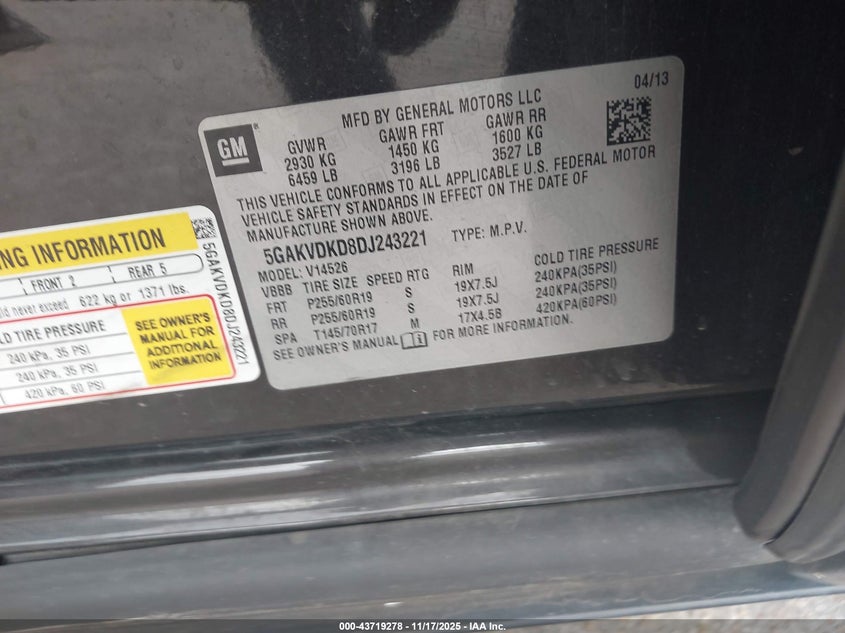 04/13
MFD BY GENERAL MOTORS LLC
GM
GVWR GAWR FRT GAWR RR
2930 KG 1450 KG 1600 KG
6459 LB 3196 LB 3527 LB
THIS VEHICLE CONFORMS TO ALL APPLICABLE U.S. FEDERAL MOTOR
VEHICLE SAFETY STANDARDS IN EFFECT ON THE DATE OF
MANUFACTURE SHOWN ABOVE.
5GAKVDKD8DJ243221 TYPE: M.P.V.
MODEL: V14526
VBBB TIRE SIZE SPEED RTG RIM COLD TIRE PRESSURE
FRT P255/60R19 S 19X7.5J 240KPA(35PSI)
RR P255/60R19 S 19X7.5J 240KPA(35PSI)
SPA T145/70R17 M 17X4.5B 420KPA(60PSI)
SEE OWNER'S MANUAL FOR MORE INFORMATION.
ING INFORMATION
FRONT 2 REAR 5
never exceed 622 kg or 1371 lbs.
TIRE PRESSURE
240 kPa, 35 PSI
240 kPa, 35 PSI
420 kPa, 60 PSI
SEE OWNER'S
MANUAL FOR
ADDITIONAL
INFORMATION
5GAKVDKD8DJ243221
000-43719278 — 11/17/2025 — IAA Inc.